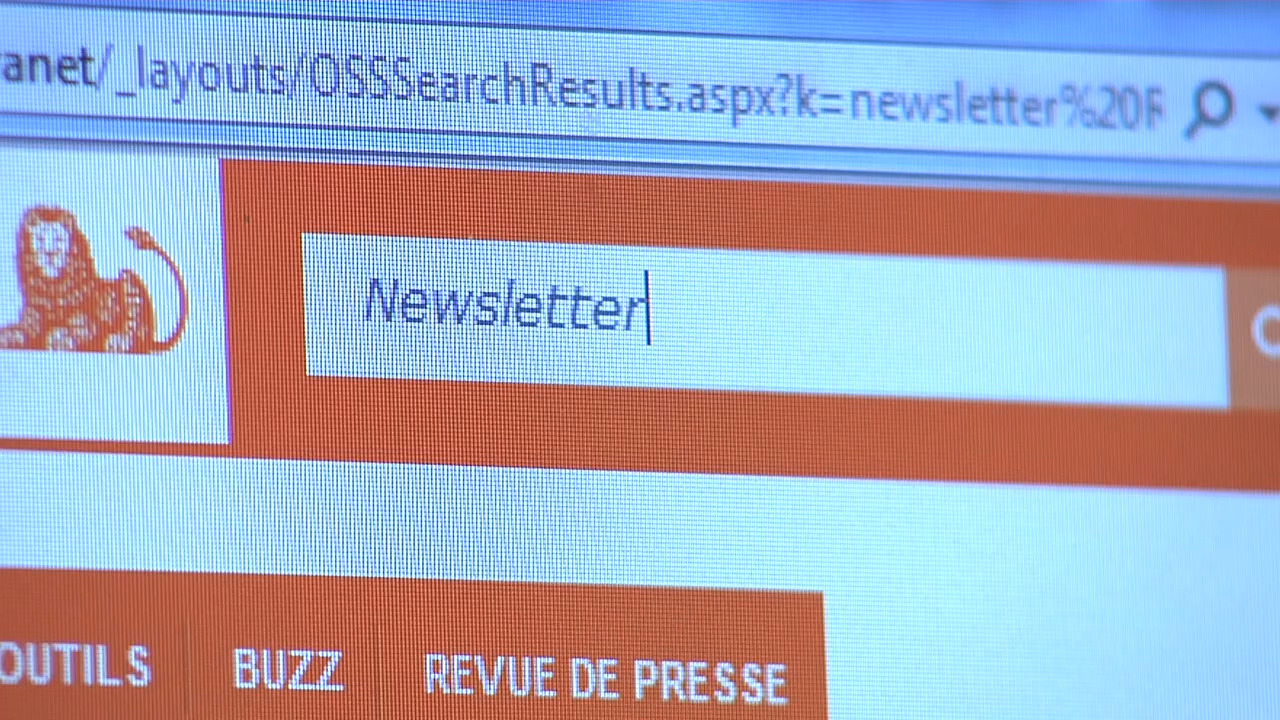 anet/_layouts/OSSSearchResults.aspx?k=newsletter%20F
Newsletter
OUTILS BUZZ REVUE DE PRESSE